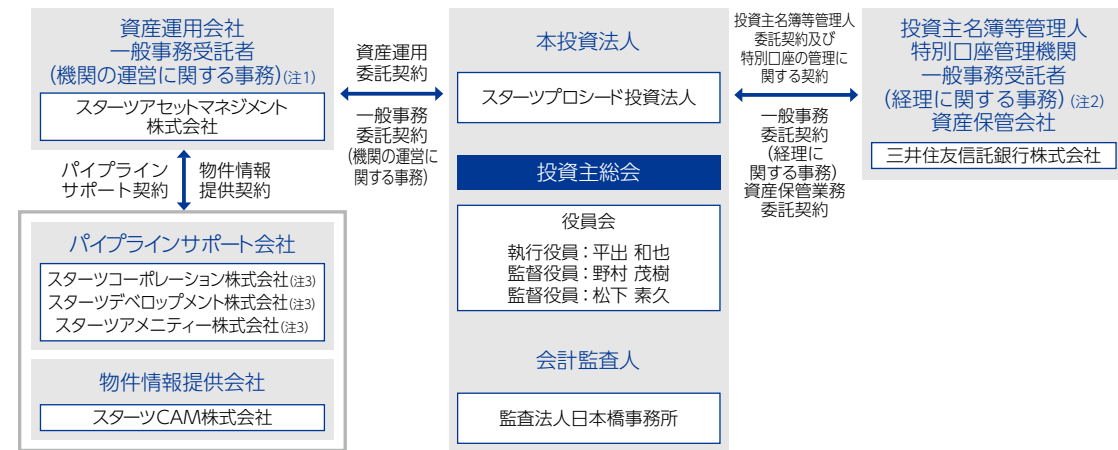 資産運用会社
一般事務受託者
(機関の運営に関する事務)(注1)
スターツアセットマネジメント
株式会社
資産運用
委託契約
一般事務
委託契約
(機関の運営に
関する事務)
本投資法人
スターツプロシード投資法人
投資主名簿等管理人
委託契約及び
特別口座の管理に
関する契約
一般事務
委託契約
(経理に
関する事務)
資産保管業務
委託契約
投資主名簿等管理人
特別口座管理機関
一般事務受託者
(経理に関する事務)(注2)
資産保管会社
三井住友信託銀行株式会社
パイプライン
サポート契約
物件情報
提供契約
投資主総会
役員会
執行役員：平出 和也
監督役員：野村 茂樹
監督役員：松下 素久
パイプラインサポート会社
スターツコーポレーション株式会社(注3)
スターツデベロップメント株式会社(注3)
スターツアメニティー株式会社(注3)
物件情報提供会社
スターツCAM株式会社
会計監査人
監査法人日本橋事務所